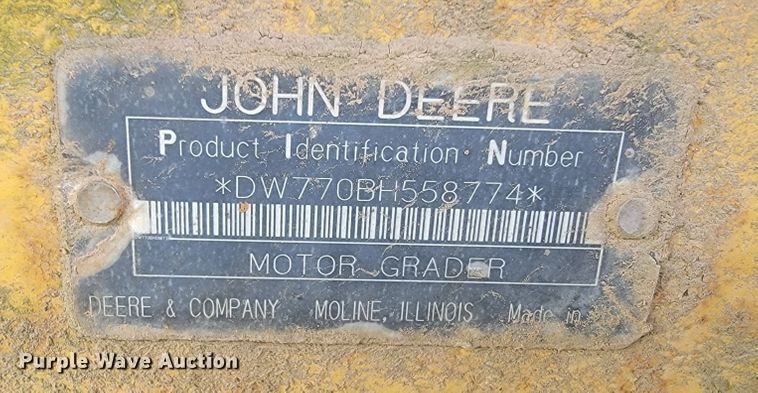 JOHN DEERE
Product Identification Number
*DW770BH558774*
MOTOR GRADER
DEERE & COMPANY MOLINE, ILLINOIS Made in
Purple Wave Auction